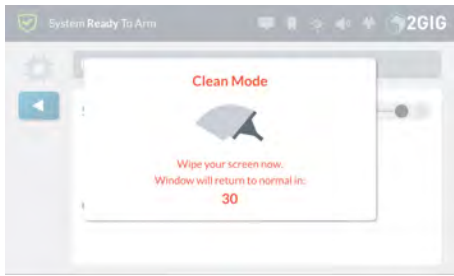 System Ready To Arm
2GIG
Clean Mode
Wipe your screen now.
Window will return to normal in:
30